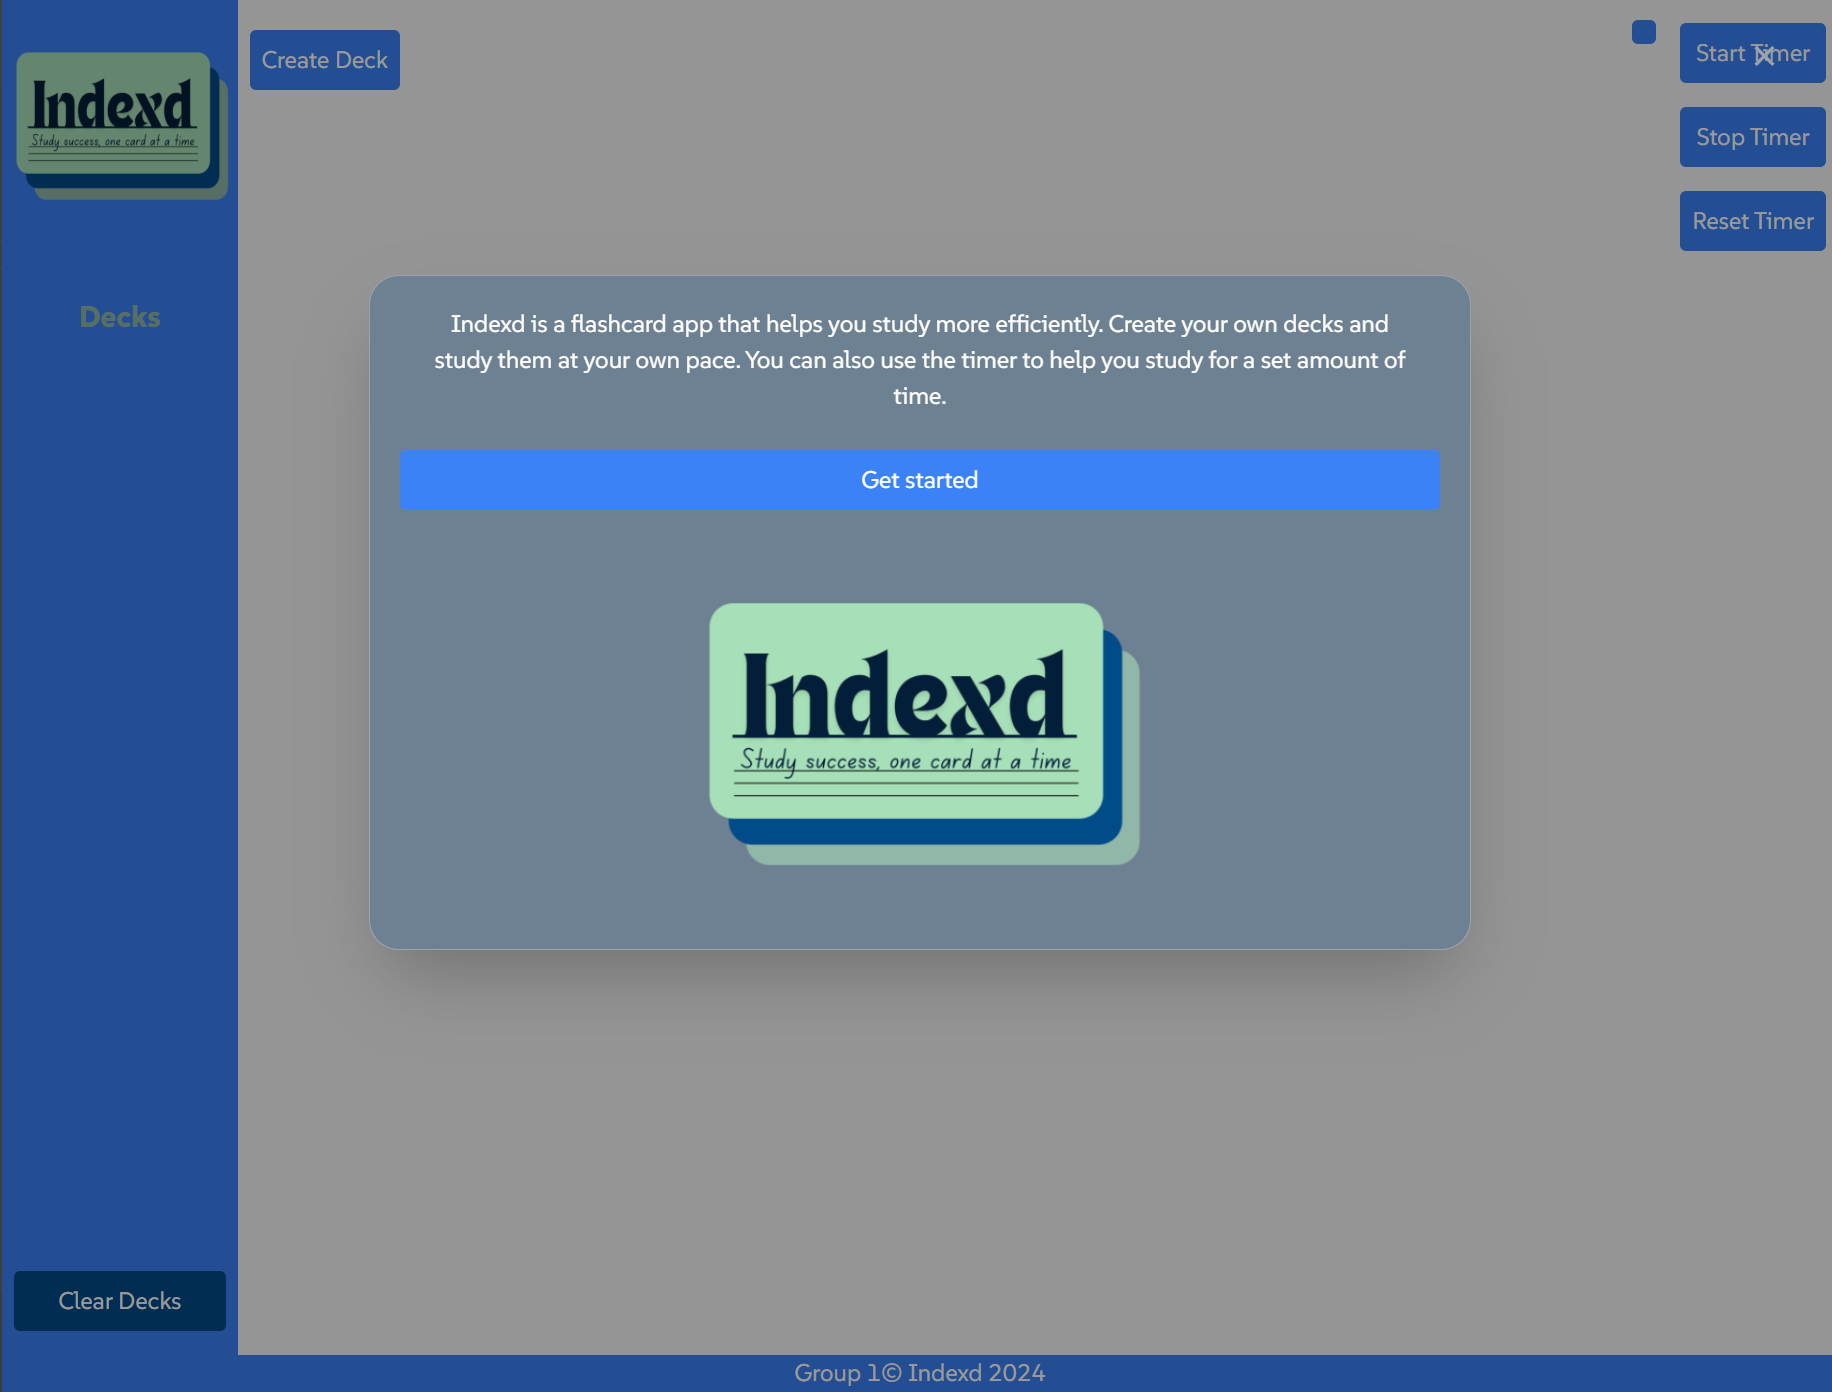 Indexd
Study success, one card at a time
Decks
Clear Decks
Create Deck
Start Timer
Stop Timer
Reset Timer
Indexd is a flashcard app that helps you study more efficiently. Create your own decks and
study them at your own pace. You can also use the timer to help you study for a set amount of
time.
Get started
Indexd
Study success, one card at a time
Group 1© Indexd 2024